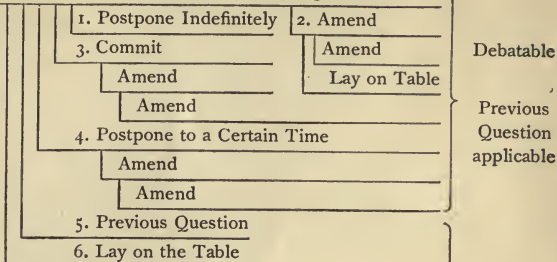 1. Postpone Indefinitely 2. Amend
3. Commit Amend Debatable
Amend Lay on Table
Amend Previous
4. Postpone to a Certain Time Question
Amend applicable
Amend
5. Previous Question
6. Lay on the Table